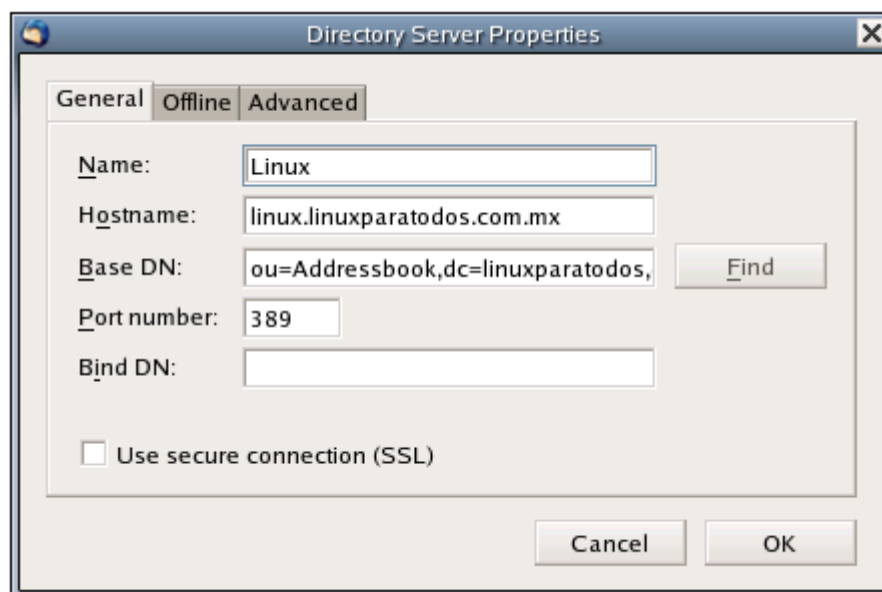 Directory Server Properties
General Offline Advanced
Name: Linux
Hostname: linux.linuxparatodos.com.mx
Base DN: ou=Addressbook,dc=linuxparatodos, Find
Port number: 389
Bind DN:
Use secure connection (SSL)
Cancel OK